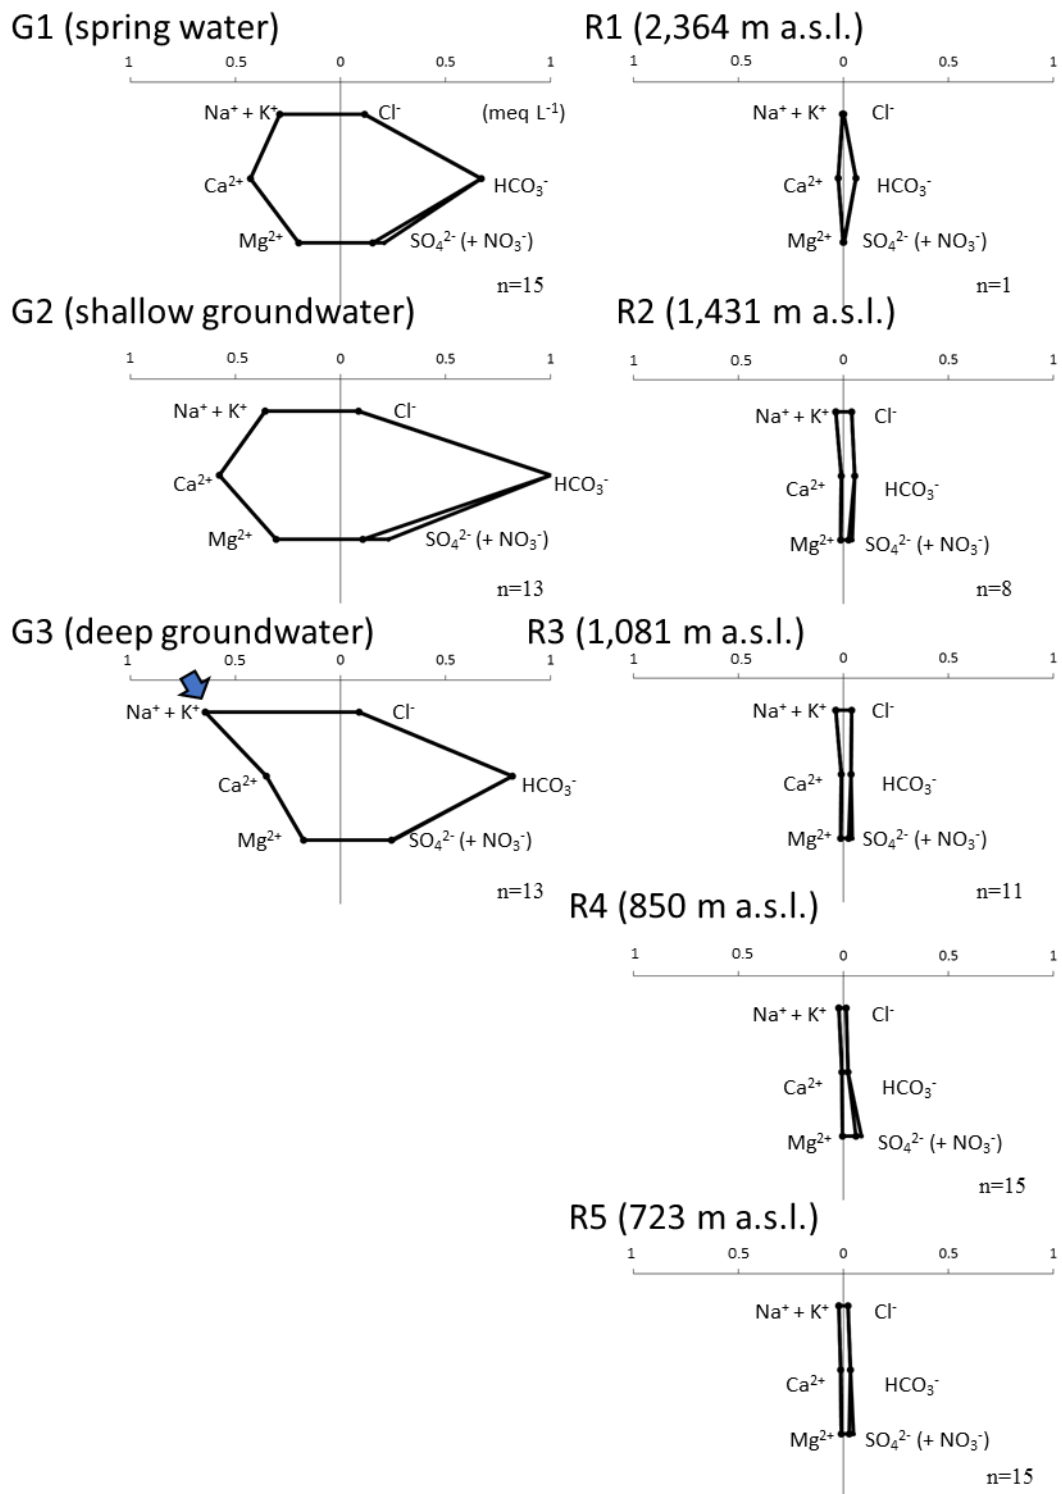 G1 (spring water)
1 0.5 0 0.5 1
Na⁺ + K⁺ Cl⁻ (meq L⁻¹)
Ca²⁺ HCO₃⁻
Mg²⁺ SO₄²⁻ (+ NO₃⁻)
n=15
R1 (2,364 m a.s.l.)
1 0.5 0 0.5 1
Na⁺ + K⁺ Cl⁻
Ca²⁺ HCO₃⁻
Mg²⁺ SO₄²⁻ (+ NO₃⁻)
n=1
G2 (shallow groundwater)
1 0.5 0 0.5 1
Na⁺ + K⁺ Cl⁻
Ca²⁺ HCO₃⁻
Mg²⁺ SO₄²⁻ (+ NO₃⁻)
n=13
R2 (1,431 m a.s.l.)
1 0.5 0 0.5 1
Na⁺ + K⁺ Cl⁻
Ca²⁺ HCO₃⁻
Mg²⁺ SO₄²⁻ (+ NO₃⁻)
n=8
G3 (deep groundwater)
1 0.5 0 0.5 1
Na⁺ + K⁺ Cl⁻
Ca²⁺ HCO₃⁻
Mg²⁺ SO₄²⁻ (+ NO₃⁻)
n=13
R3 (1,081 m a.s.l.)
1 0.5 0 0.5 1
Na⁺ + K⁺ Cl⁻
Ca²⁺ HCO₃⁻
Mg²⁺ SO₄²⁻ (+ NO₃⁻)
n=11
R4 (850 m a.s.l.)
1 0.5 0 0.5 1
Na⁺ + K⁺ Cl⁻
Ca²⁺ HCO₃⁻
Mg²⁺ SO₄²⁻ (+ NO₃⁻)
n=15
R5 (723 m a.s.l.)
1 0.5 0 0.5 1
Na⁺ + K⁺ Cl⁻
Ca²⁺ HCO₃⁻
Mg²⁺ SO₄²⁻ (+ NO₃⁻)
n=15